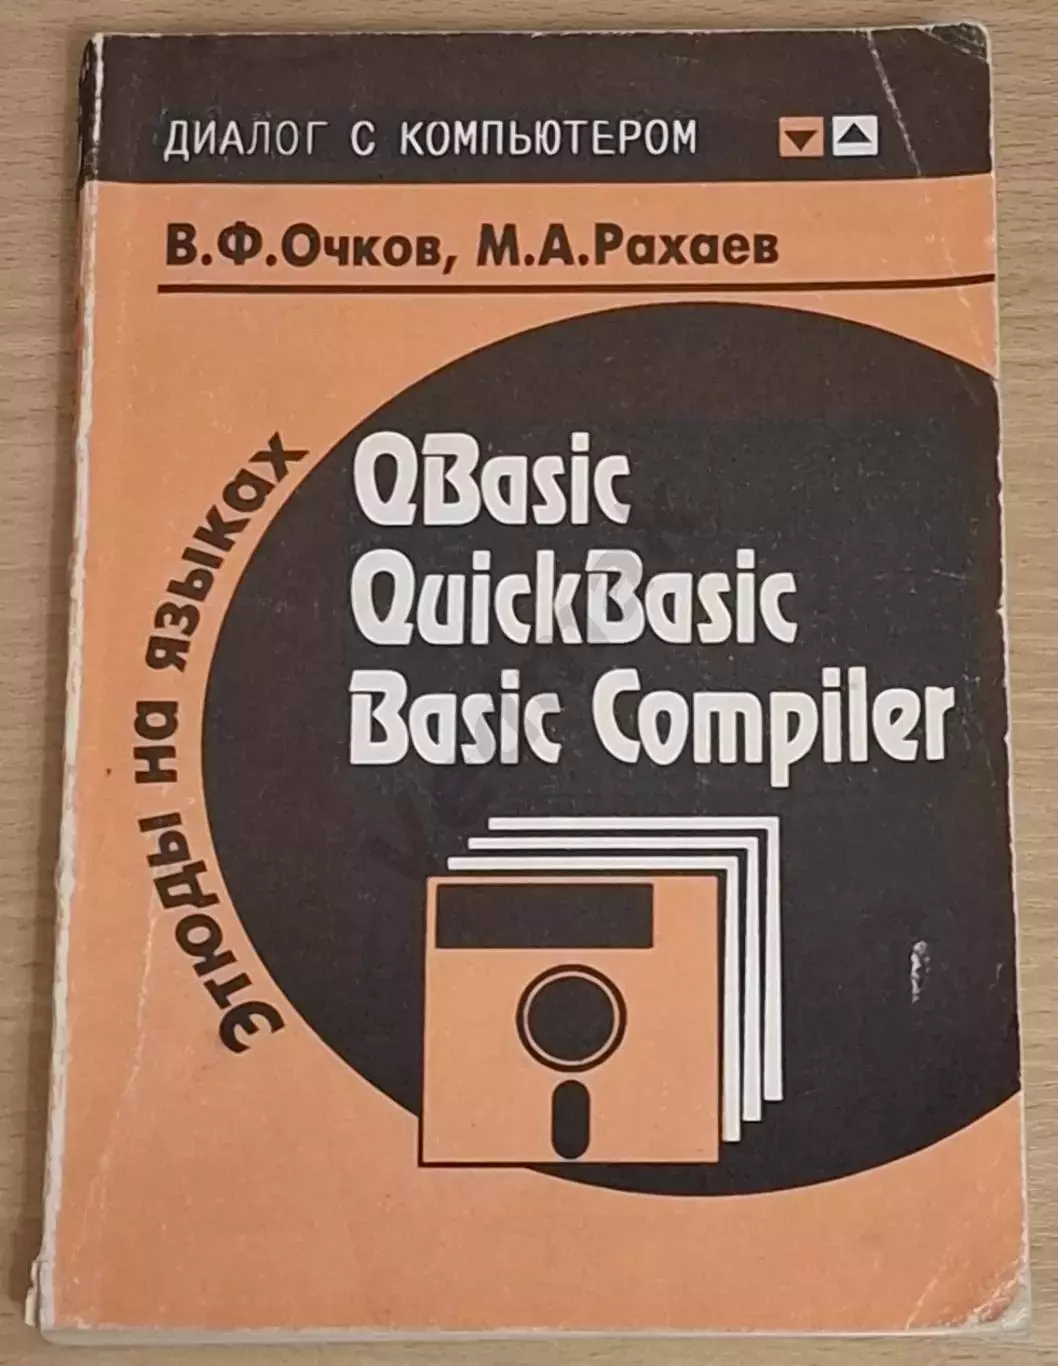 ДИАЛОГ С КОМПЬЮТЕРОМ
В.Ф.Очков, М.А.Рахаев
Этюды на языках
QBasic
QuickBasic
Basic Compiler